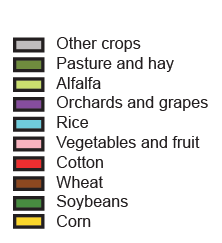 Other crops
Pasture and hay
Alfalfa
Orchards and grapes
Rice
Vegetables and fruit
Cotton
Wheat
Soybeans
Corn